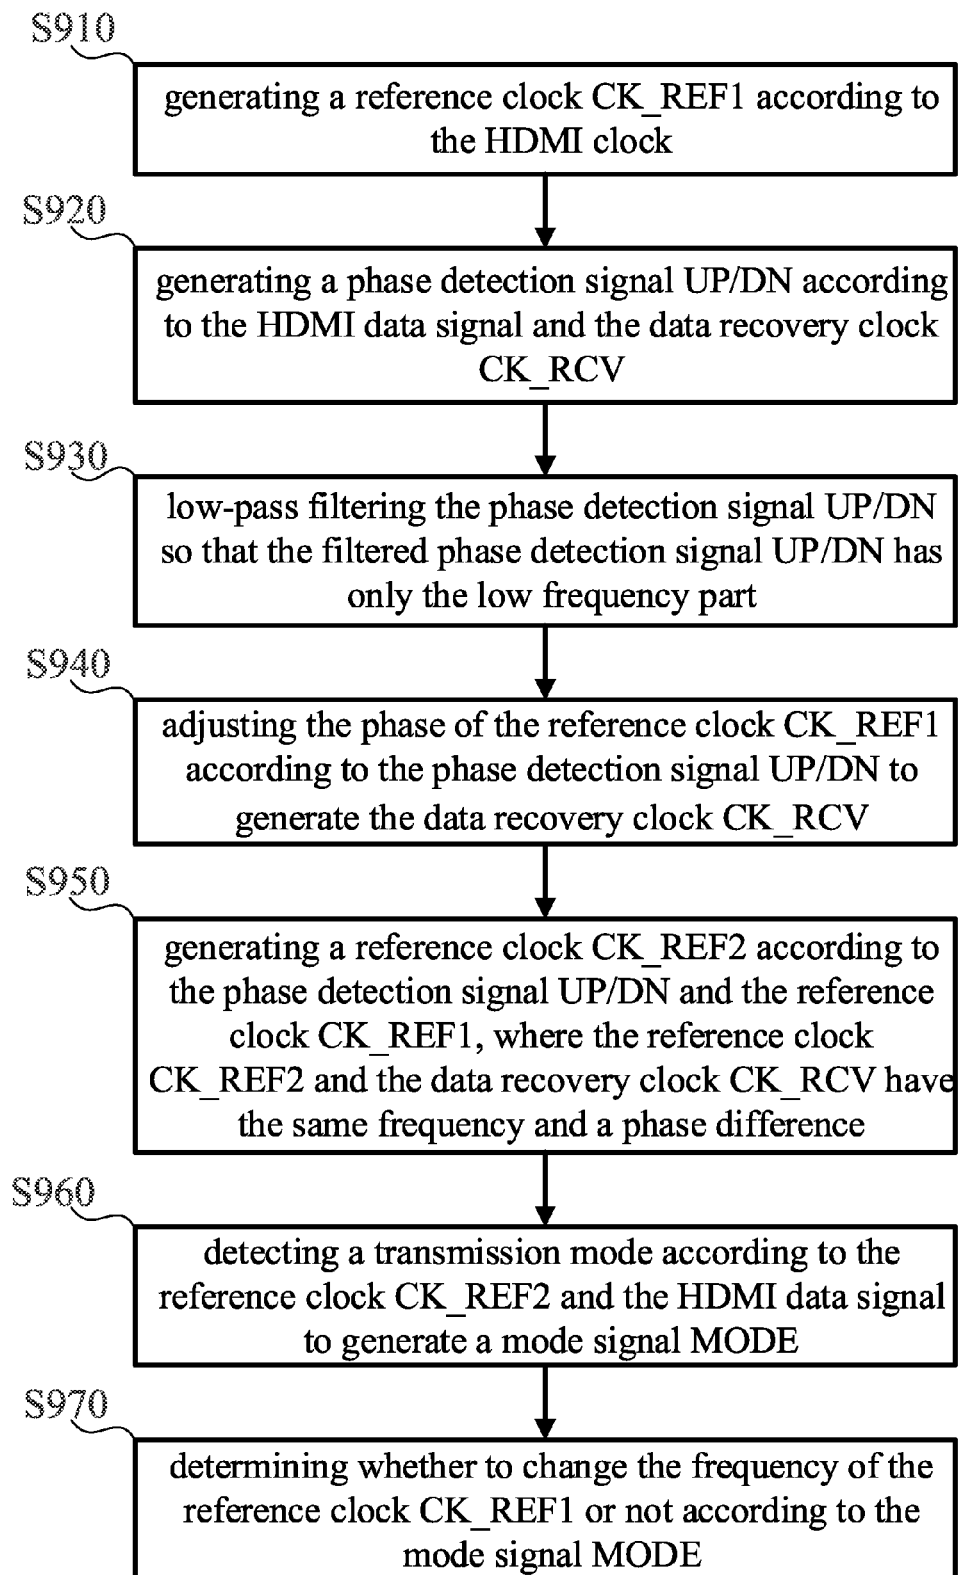 S910
generating a reference clock CK_REF1 according to
the HDMI clock
S920
generating a phase detection signal UP/DN according
to the HDMI data signal and the data recovery clock
CK_RCV
S930
low-pass filtering the phase detection signal UP/DN
so that the filtered phase detection signal UP/DN has
only the low frequency part
S940
adjusting the phase of the reference clock CK_REF1
according to the phase detection signal UP/DN to
generate the data recovery clock CK_RCV
S950
generating a reference clock CK_REF2 according to
the phase detection signal UP/DN and the reference
clock CK_REF1, where the reference clock
CK_REF2 and the data recovery clock CK_RCV have
the same frequency and a phase difference
S960
detecting a transmission mode according to the
reference clock CK_REF2 and the HDMI data signal
to generate a mode signal MODE
S970
determining whether to change the frequency of the
reference clock CK_REF1 or not according to the
mode signal MODE